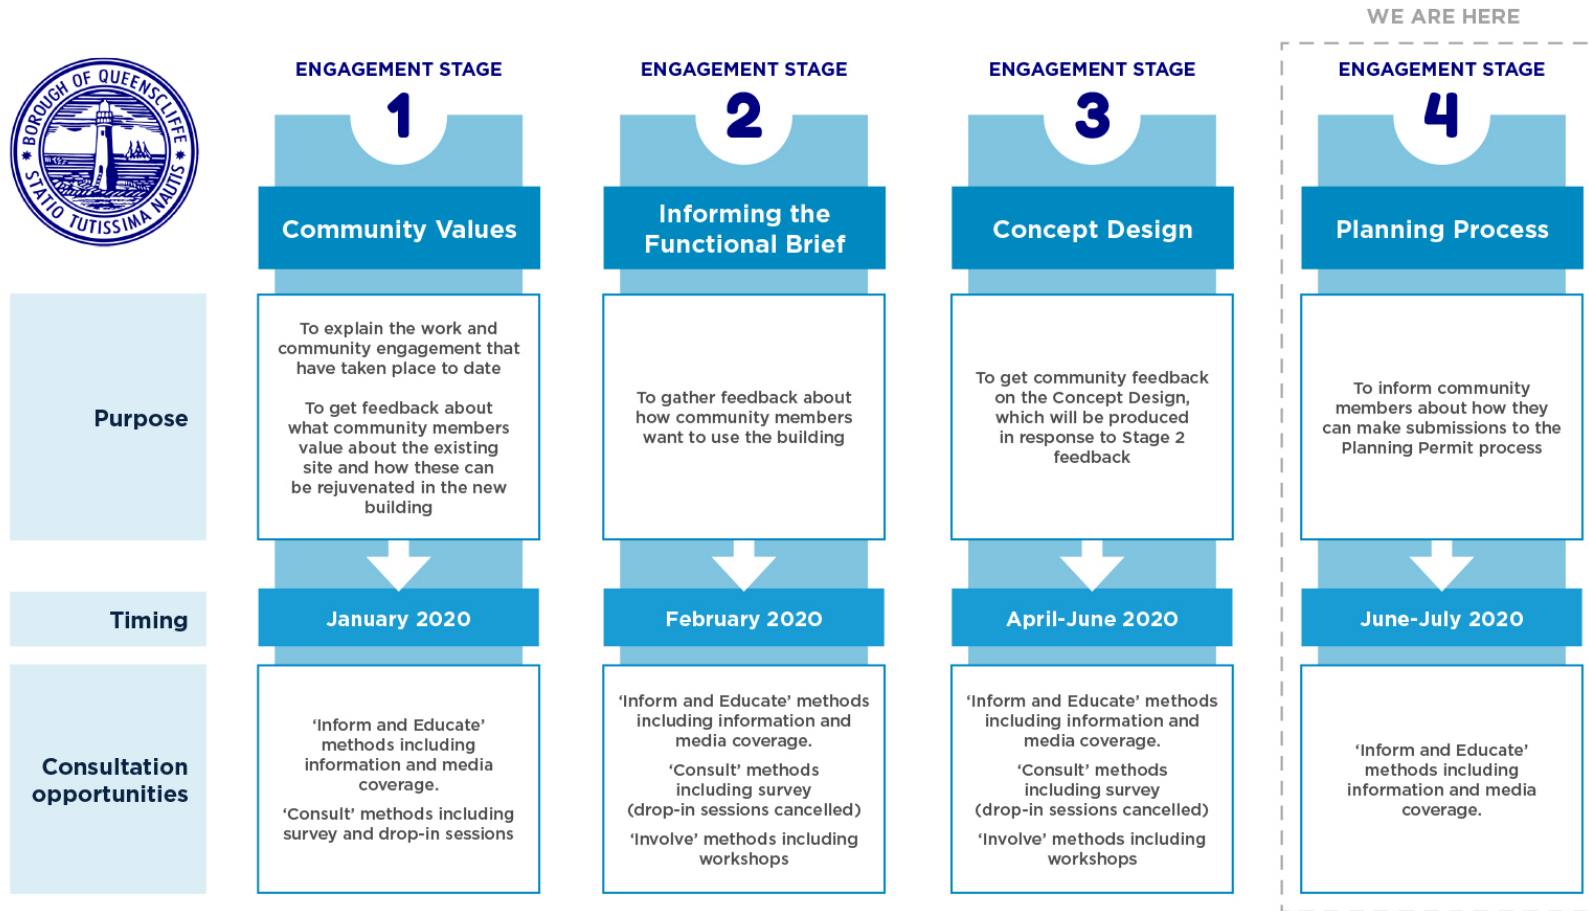 WE ARE HERE
BOROUGH OF QUEENSCLIFFE
STATIO TUTISSIMA NAUTIS
ENGAGEMENT STAGE
1
ENGAGEMENT STAGE
2
ENGAGEMENT STAGE
3
ENGAGEMENT STAGE
4
Community Values
Informing the
Functional Brief
Concept Design
Planning Process
Purpose
To explain the work and
community engagement that
have taken place to date
To get feedback about
what community members
value about the existing
site and how these can
be rejuvenated in the new
building
To gather feedback about
how community members
want to use the building
To get community feedback
on the Concept Design,
which will be produced
in response to Stage 2
feedback
To inform community
members about how they
can make submissions to the
Planning Permit process
Timing
January 2020
February 2020
April-June 2020
June-July 2020
Consultation
opportunities
‘Inform and Educate’
methods including
information and media
coverage.
‘Consult’ methods including
survey and drop-in sessions
‘Inform and Educate’ methods
including information and
media coverage.
‘Consult’ methods
including survey
(drop-in sessions cancelled)
‘Involve’ methods including
workshops
‘Inform and Educate’ methods
including information and
media coverage.
‘Consult’ methods
including survey
(drop-in sessions cancelled)
‘Involve’ methods including
workshops
‘Inform and Educate’
methods including
information and media
coverage.